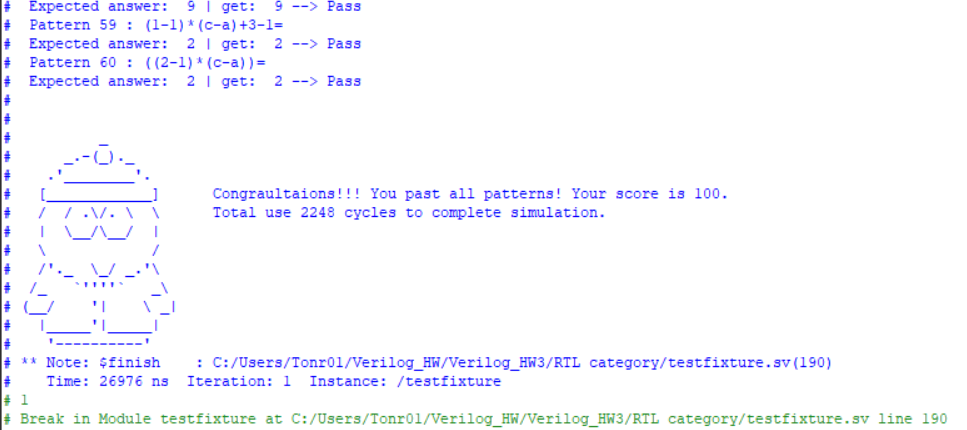 #  Expected answer:  9 | get:  9 --> Pass
#  Pattern 59 : (1-1)*(c-a)+3-1=
#  Expected answer:  2 | get:  2 --> Pass
#  Pattern 60 : ((2-1)*(c-a))=
#  Expected answer:  2 | get:  2 --> Pass
#
#
#           _
#       _.-(_)._
#     .'________'.
#    [____________]      Congraultaions!!! You past all patterns! Your score is 100.
#    /  / .\/. \  \      Total use 2248 cycles to complete simulation.
#    |  \__/\__/  |
#    \            /
#    /'._  \_/ _.'\
#   /_    `''''`   _\
#  (__/    '|    \ _|
#    |_____'|_____|
#     '----------'
# ** Note: $finish    : C:/Users/Tonr01/Verilog_HW/Verilog_HW3/RTL category/testfixture.sv(190)
#    Time: 26976 ns  Iteration: 1  Instance: /testfixture
# 1
# Break in Module testfixture at C:/Users/Tonr01/Verilog_HW/Verilog_HW3/RTL category/testfixture.sv line 190